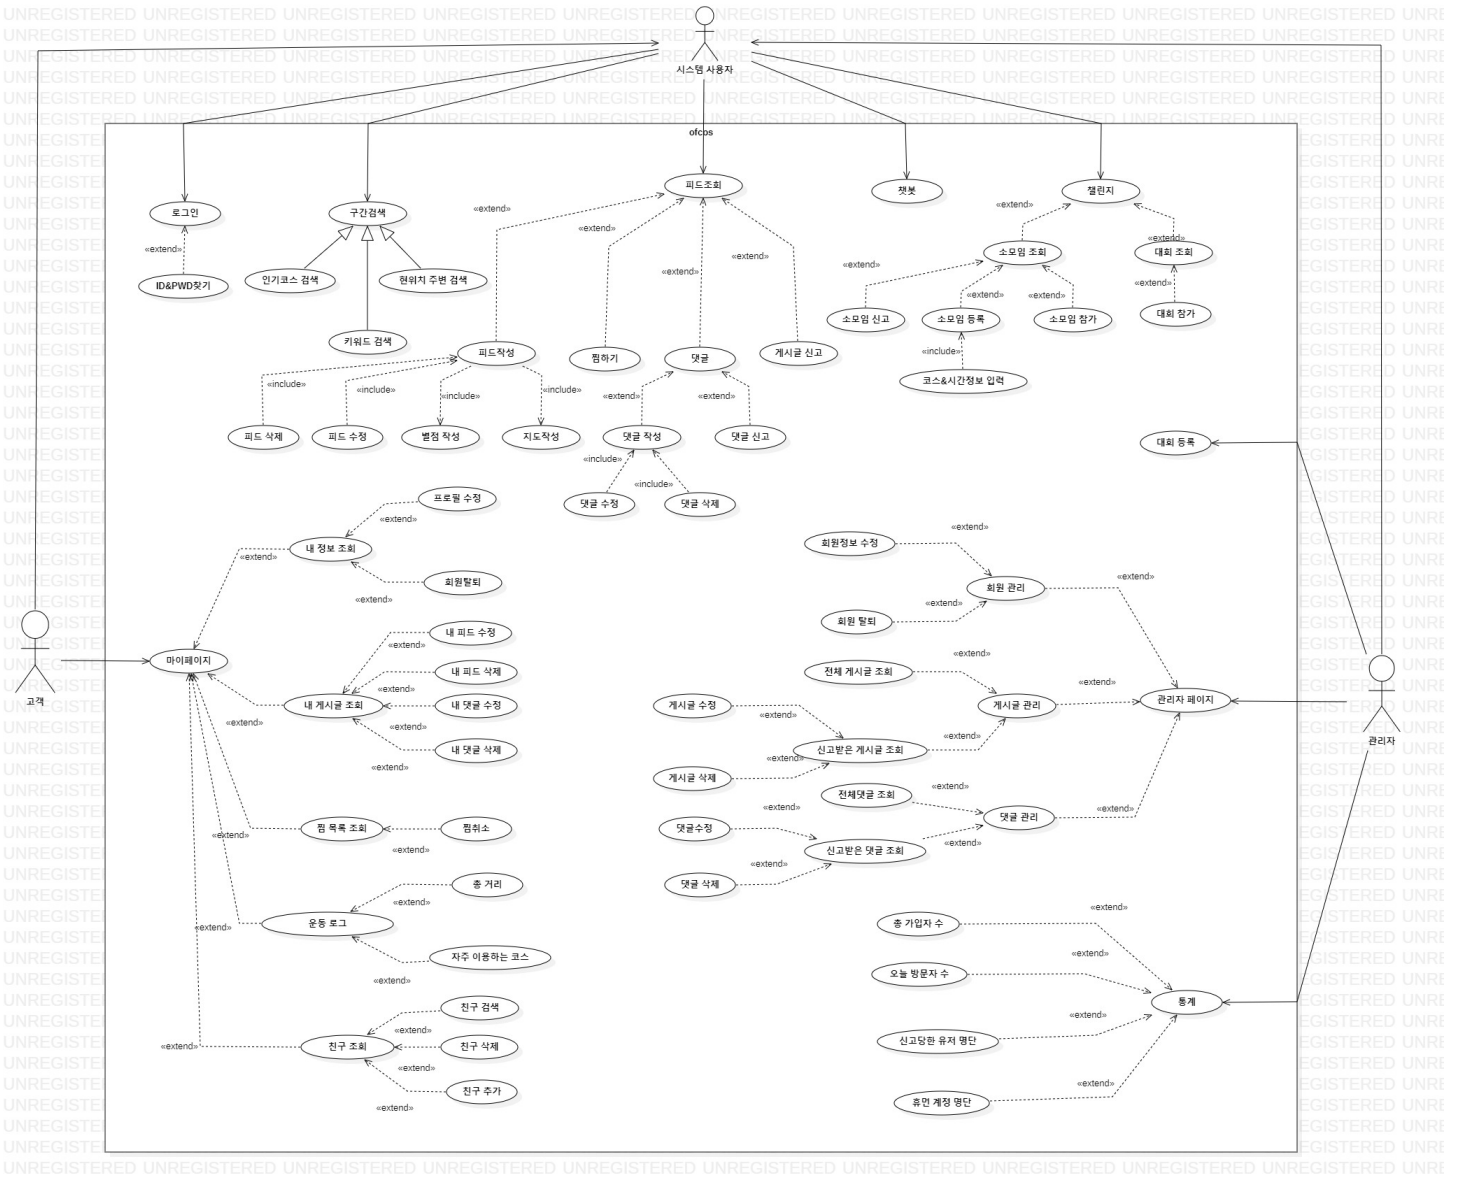 시스템 사용자
ofcps
피드조회
챗봇
챌린지
로그인
구간검색
«extend»
«extend»
«extend»
«extend»
«extend»
«extend»
«extend»
«extend»
«extend»
소모임 조회
대회 조회
인기코스 검색
현위치 주변 검색
ID&PWD찾기
«extend»
«extend»
«extend»
«extend»
소모임 신고
소모임 등록
소모임 참가
대회 참가
키워드 검색
피드작성
찜하기
댓글
게시글 신고
«include»
코스&시간정보 입력
«include»
«include»
«include»
«include»
«extend»
«extend»
피드 삭제
피드 수정
별점 작성
지도작성
댓글 작성
댓글 신고
대회 등록
«include»
«include»
댓글 수정
댓글 삭제
프로필 수정
«extend»
내 정보 조회
«extend»
회원탈퇴
«extend»
«extend»
회원정보 수정
회원 관리
«extend»
«extend»
회원 탈퇴
내 피드 수정
«extend»
마이페이지
내 피드 삭제
«extend»
내 게시글 조회
내 댓글 수정
«extend»
«extend»
내 댓글 삭제
«extend»
고객
«extend»
전체 게시글 조회
게시글 수정
게시글 관리
«extend»
관리자 페이지
«extend»
«extend»
신고받은 게시글 조회
«extend»
게시글 삭제
관리자
전체댓글 조회
«extend»
«extend»
댓글수정
댓글 관리
«extend»
«extend»
신고받은 댓글 조회
«extend»
댓글 삭제
찜 목록 조회
찜취소
«extend»
«extend»
총 거리
«extend»
운동 로그
«extend»
자주 이용하는 코스
«extend»
총 가입자 수
«extend»
오늘 방문자 수
«extend»
통계
«extend»
신고당한 유저 명단
«extend»
휴먼 계정 명단
친구 검색
«extend»
친구 조회
«extend»
친구 삭제
«extend»
친구 추가
«extend»